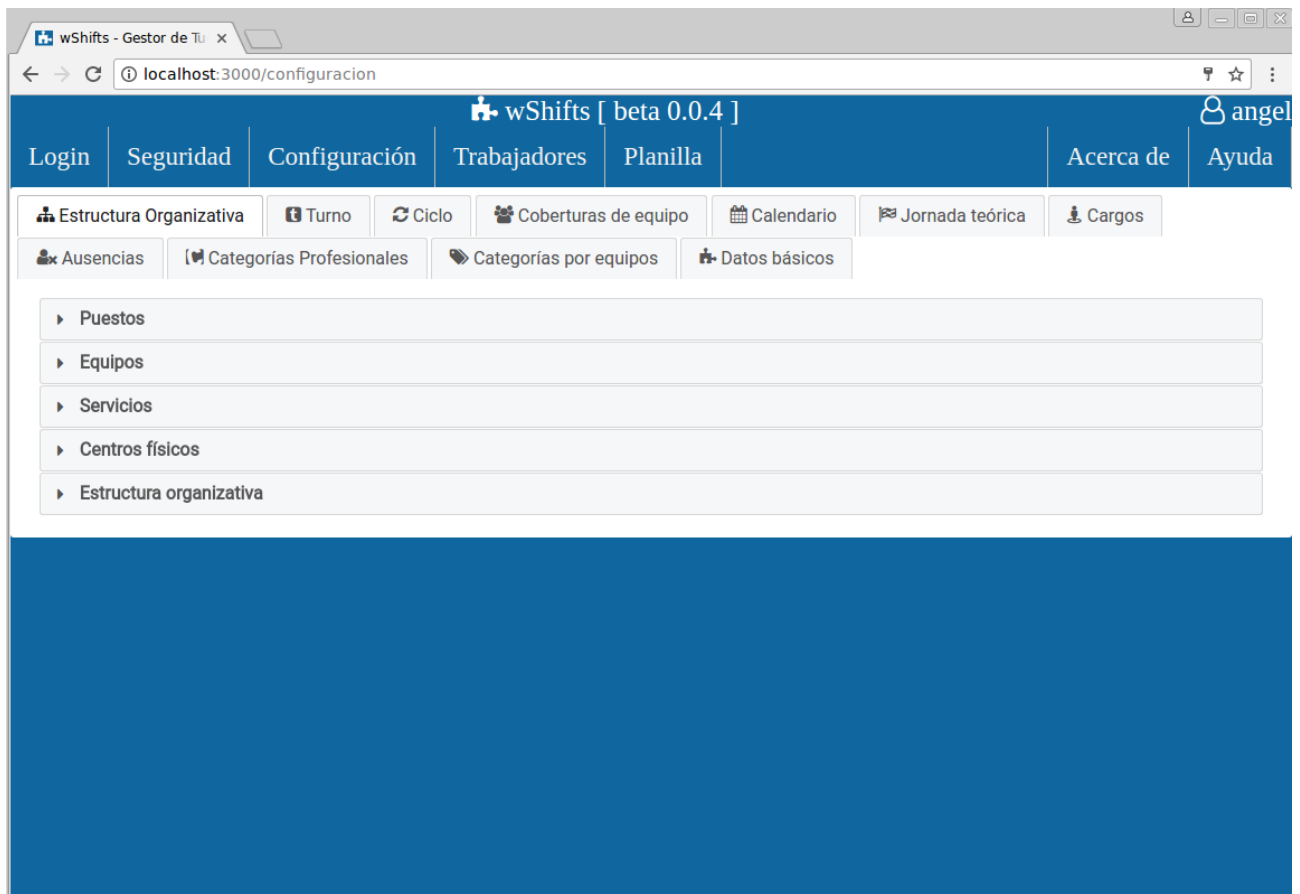 wShifts - Gestor de Tu
localhost:3000/configuracion
wShifts [ beta 0.0.4 ] angel
Login Seguridad Configuración Trabajadores Planilla Acerca de Ayuda
Estructura Organizativa Turno Ciclo Coberturas de equipo Calendario Jornada teórica Cargos
Ausencias Categorías Profesionales Categorías por equipos Datos básicos
Puestos
Equipos
Servicios
Centros físicos
Estructura organizativa